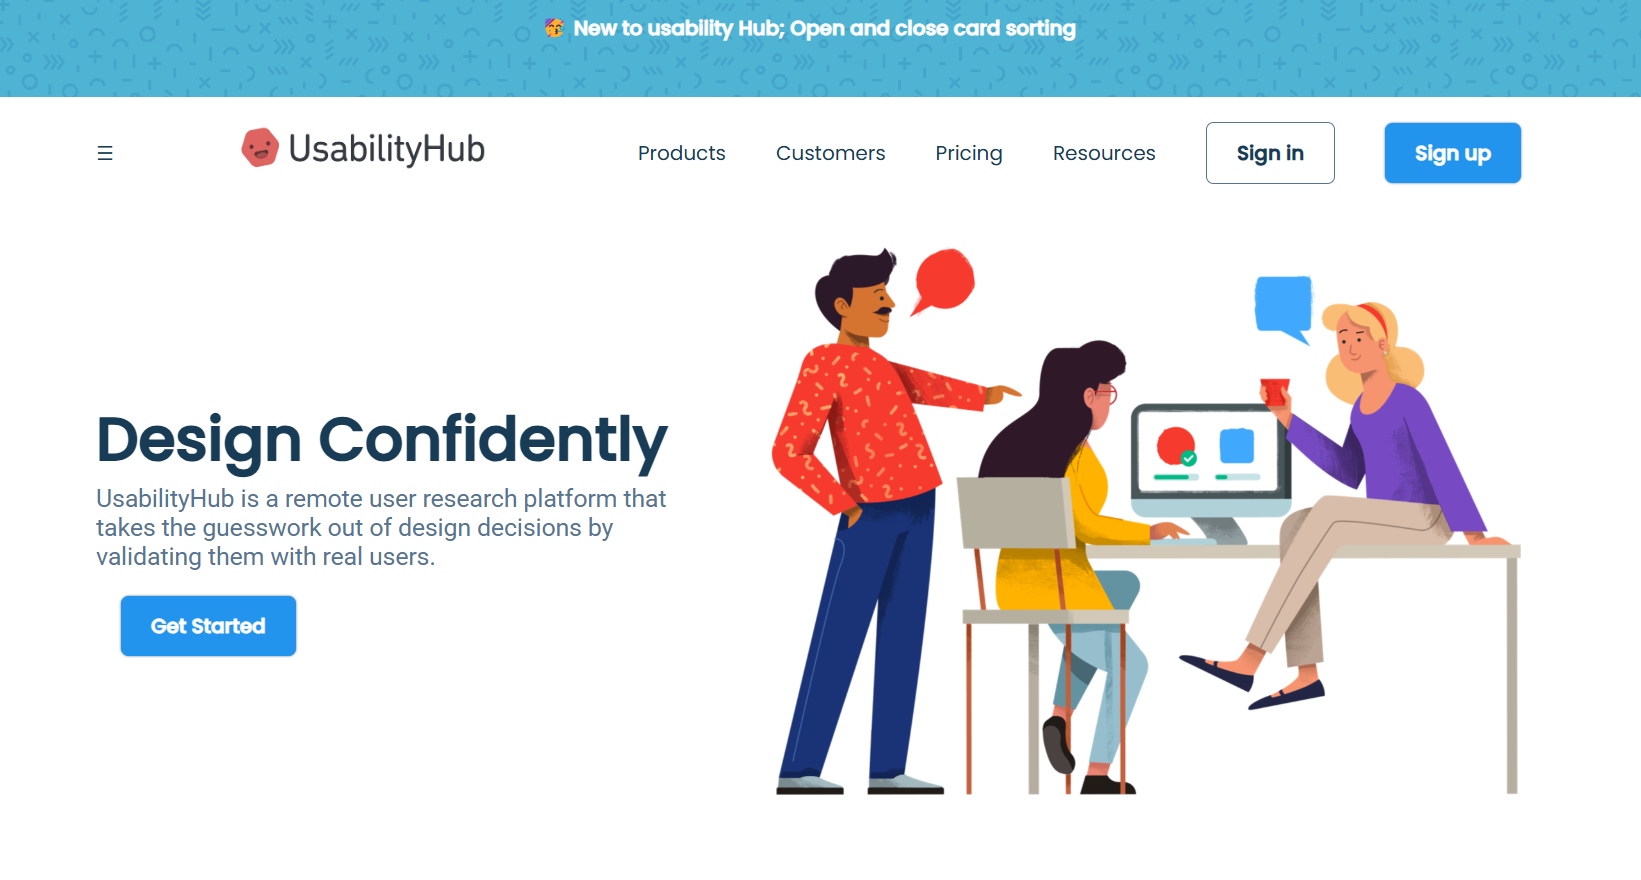 🥳 New to usability Hub; Open and close card sorting
☰ UsabilityHub Products Customers Pricing Resources Sign in Sign up
Design Confidently
UsabilityHub is a remote user research platform that
takes the guesswork out of design decisions by
validating them with real users.
Get Started